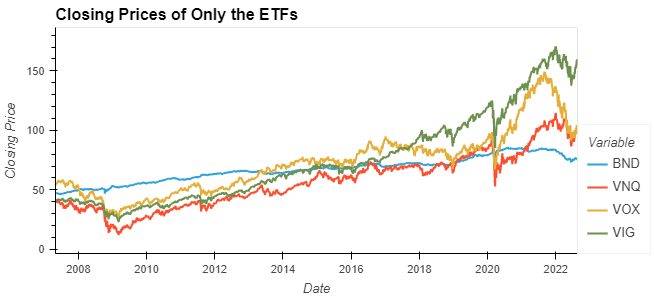 Closing Prices of Only the ETFs
Closing Price
150
100
50
0
2008 2010 2012 2014 2016 2018 2020 2022
Date
Variable
BND
VNQ
VOX
VIG